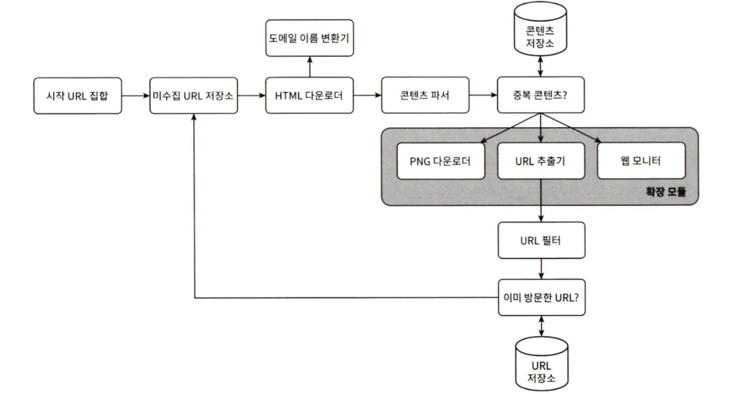 콘텐츠
저장소
도메일 이름 변환기
시작 URL 집합
미수집 URL 저장소
HTML 다운로더
콘텐츠 파서
중복 콘텐츠?
PNG 다운로더
URL 추출기
웹 모니터
확장 모듈
URL 필터
이미 방문한 URL?
URL
저장소